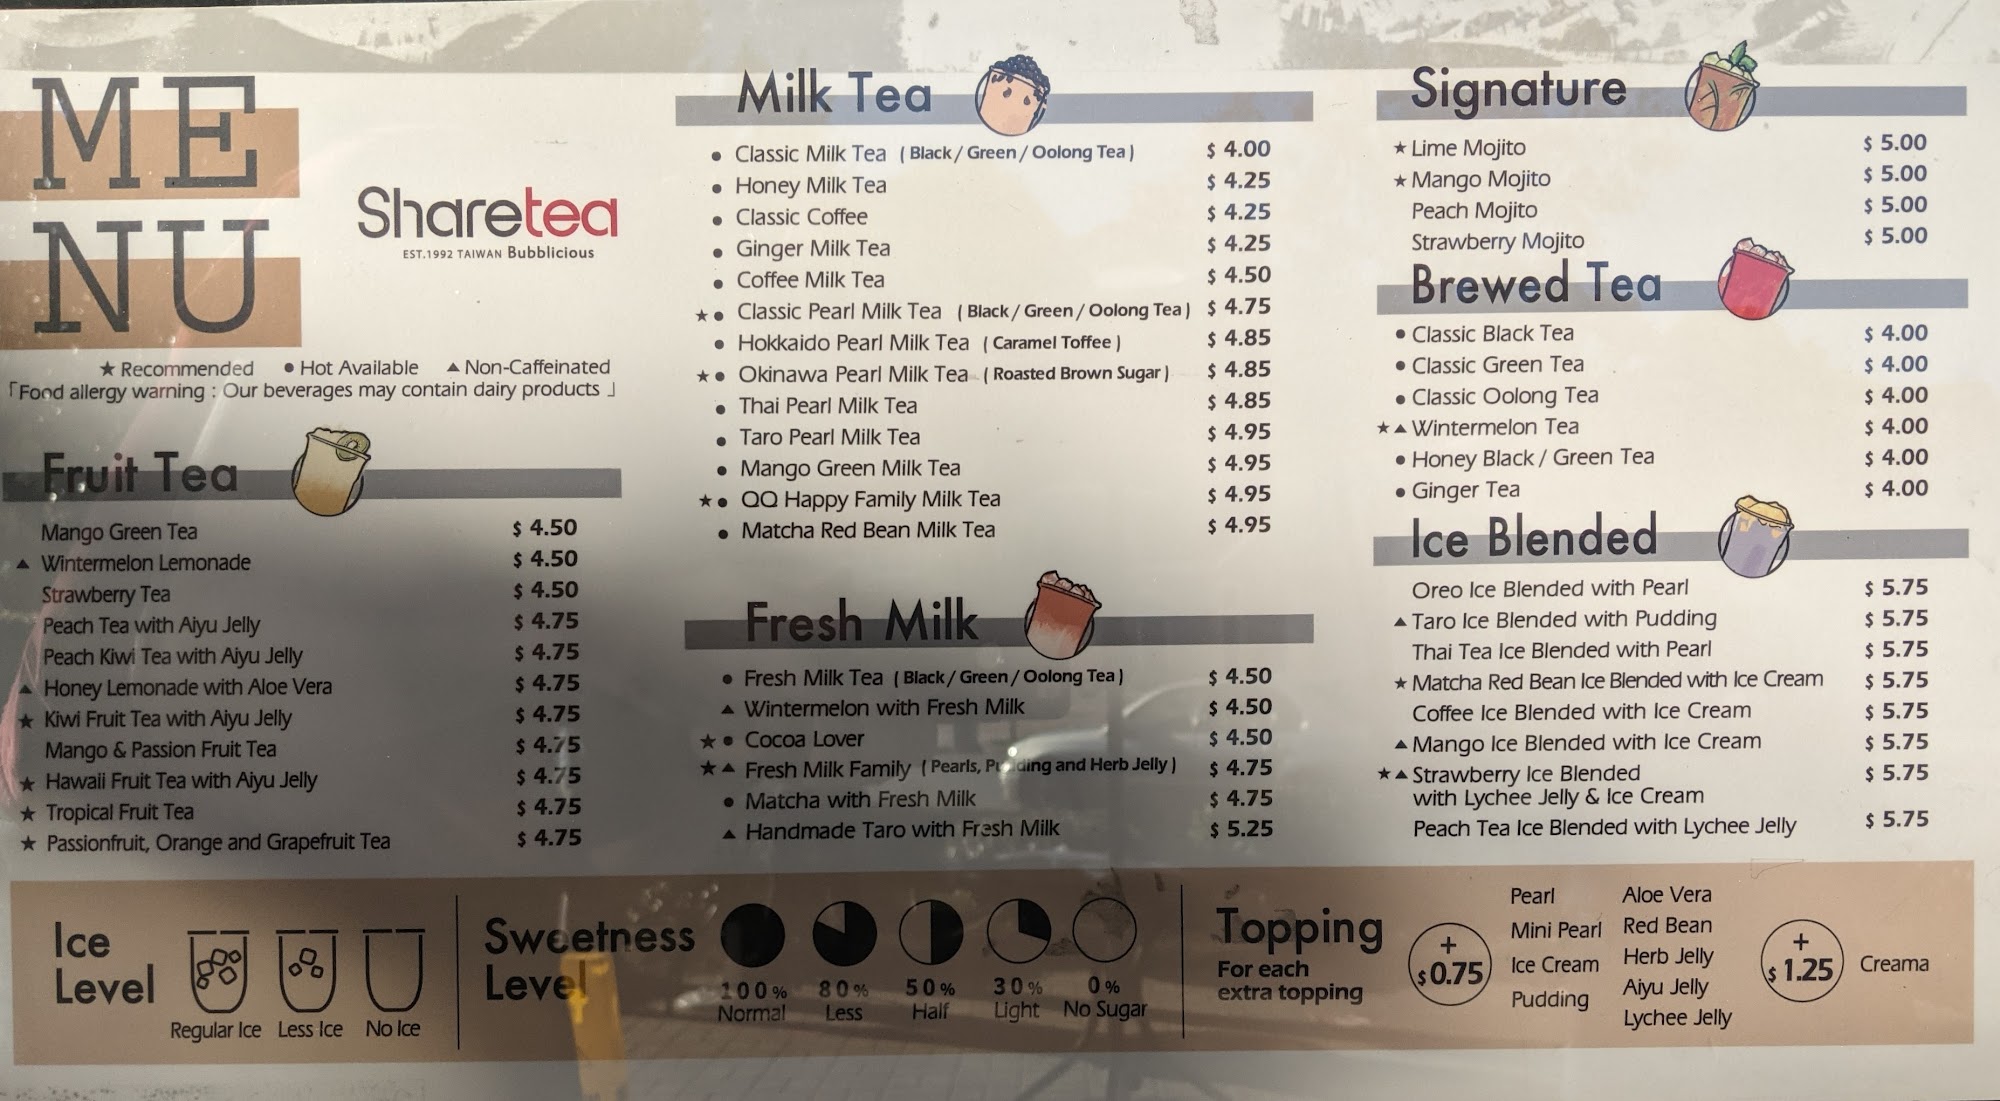 MENU
Sharetea
EST.1992 TAIWAN Bubblicious
★ Recommended ● Hot Available ▲ Non-Caffeinated
「Food allergy warning : Our beverages may contain dairy products 」
Fruit Tea
Mango Green Tea $ 4.50
▲ Wintermelon Lemonade $ 4.50
Strawberry Tea $ 4.50
Peach Tea with Aiyu Jelly $ 4.75
Peach Kiwi Tea with Aiyu Jelly $ 4.75
▲ Honey Lemonade with Aloe Vera $ 4.75
★ Kiwi Fruit Tea with Aiyu Jelly $ 4.75
Mango & Passion Fruit Tea $ 4.75
★ Hawaii Fruit Tea with Aiyu Jelly $ 4.75
★ Tropical Fruit Tea $ 4.75
★ Passionfruit, Orange and Grapefruit Tea $ 4.75
Milk Tea
● Classic Milk Tea ( Black / Green / Oolong Tea ) $ 4.00
● Honey Milk Tea $ 4.25
● Classic Coffee $ 4.25
● Ginger Milk Tea $ 4.25
● Coffee Milk Tea $ 4.50
★ ● Classic Pearl Milk Tea ( Black / Green / Oolong Tea ) $ 4.75
● Hokkaido Pearl Milk Tea ( Caramel Toffee ) $ 4.85
★ ● Okinawa Pearl Milk Tea ( Roasted Brown Sugar ) $ 4.85
● Thai Pearl Milk Tea $ 4.85
● Taro Pearl Milk Tea $ 4.95
● Mango Green Milk Tea $ 4.95
★ ● QQ Happy Family Milk Tea $ 4.95
● Matcha Red Bean Milk Tea $ 4.95
Fresh Milk
● Fresh Milk Tea ( Black / Green / Oolong Tea ) $ 4.50
▲ Wintermelon with Fresh Milk $ 4.50
★ ● Cocoa Lover $ 4.50
★ ▲ Fresh Milk Family ( Pearls, Pudding and Herb Jelly ) $ 4.75
● Matcha with Fresh Milk $ 4.75
▲ Handmade Taro with Fresh Milk $ 5.25
Signature
★ Lime Mojito $ 5.00
★ Mango Mojito $ 5.00
Peach Mojito $ 5.00
Strawberry Mojito $ 5.00
Brewed Tea
● Classic Black Tea $ 4.00
● Classic Green Tea $ 4.00
● Classic Oolong Tea $ 4.00
★ ▲ Wintermelon Tea $ 4.00
● Honey Black / Green Tea $ 4.00
● Ginger Tea $ 4.00
Ice Blended
Oreo Ice Blended with Pearl $ 5.75
▲ Taro Ice Blended with Pudding $ 5.75
Thai Tea Ice Blended with Pearl $ 5.75
★ Matcha Red Bean Ice Blended with Ice Cream $ 5.75
Coffee Ice Blended with Ice Cream $ 5.75
▲ Mango Ice Blended with Ice Cream $ 5.75
★ ▲ Strawberry Ice Blended $ 5.75
with Lychee Jelly & Ice Cream
Peach Tea Ice Blended with Lychee Jelly $ 5.75
Ice
Level
Regular Ice Less Ice No Ice
Sweetness
Level
100% 80% 50% 30% 0%
Normal Less Half Light No Sugar
Topping
For each
extra topping
+
$0.75
Pearl
Mini Pearl
Ice Cream
Pudding
Aloe Vera
Red Bean
Herb Jelly
Aiyu Jelly
Lychee Jelly
+
$1.25
Creama